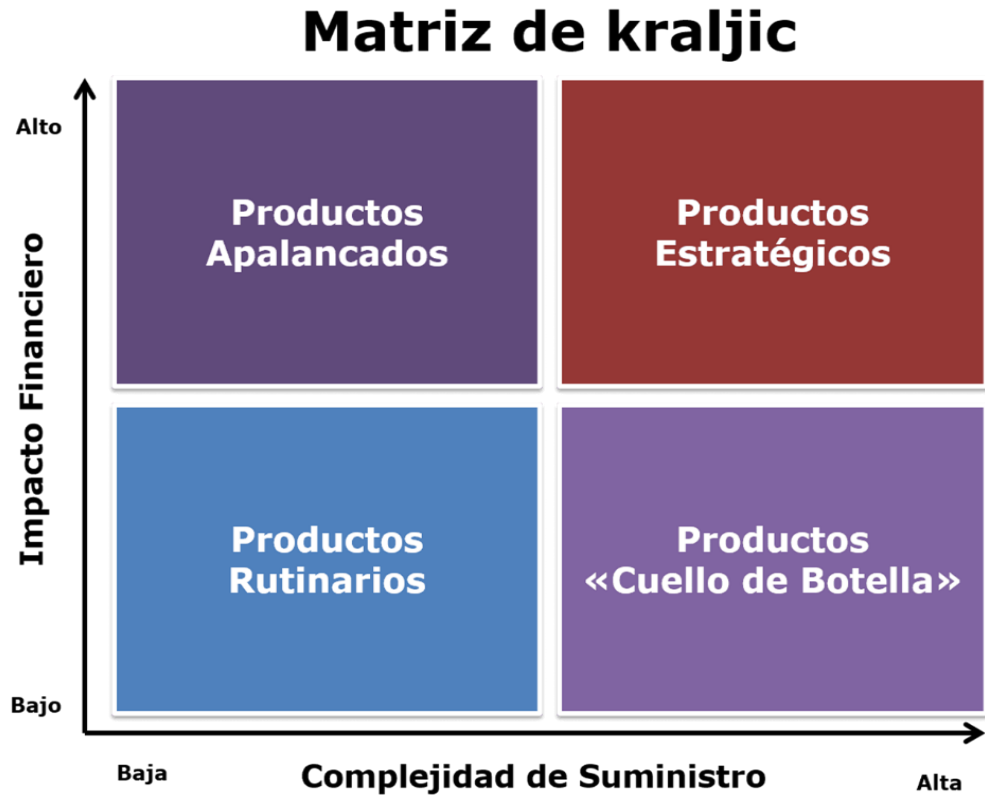 Matriz de kraljic
Alto
Productos
Apalancados
Productos
Estratégicos
Impacto Financiero
Productos
Rutinarios
Productos
«Cuello de Botella»
Bajo
Baja
Complejidad de Suministro
Alta